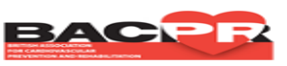 BACPR
BRITISH ASSOCIATION
FOR CARDIOVASCULAR
PREVENTION AND REHABILITATION